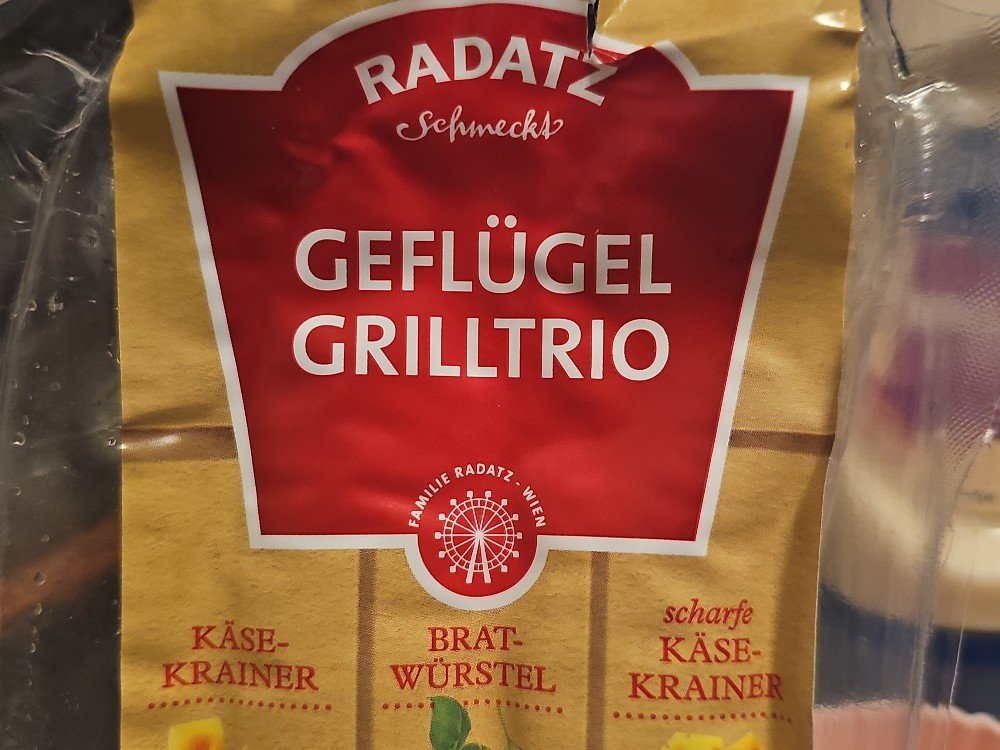 RADATZ
Schmeckt
GEFLÜGEL
GRILLTRIO
FAMILIE RADATZ - WIEN
KÄSE-
KRAINER
BRAT-
WÜRSTEL
scharfe
KÄSE-
KRAINER